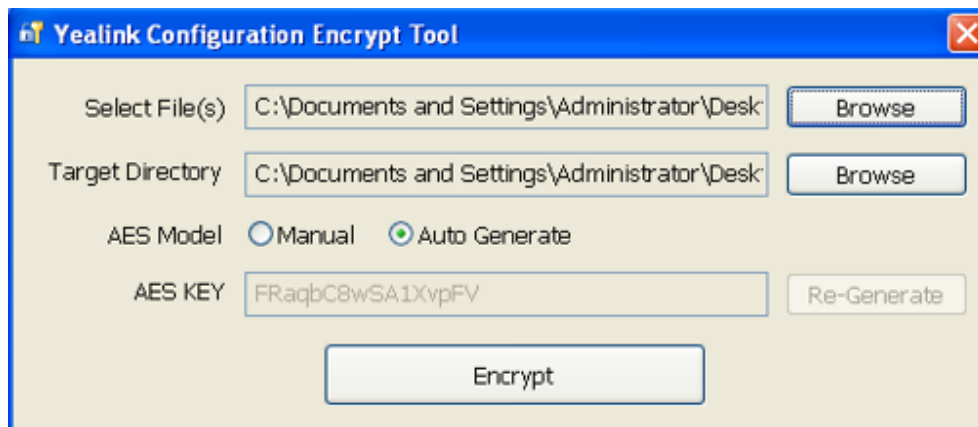 Yealink Configuration Encrypt Tool
Select File(s) C:\Documents and Settings\Administrator\Desk Browse
Target Directory C:\Documents and Settings\Administrator\Desk Browse
AES Model Manual Auto Generate
AES KEY FRaqbC8wSA1XvpFV Re-Generate
Encrypt